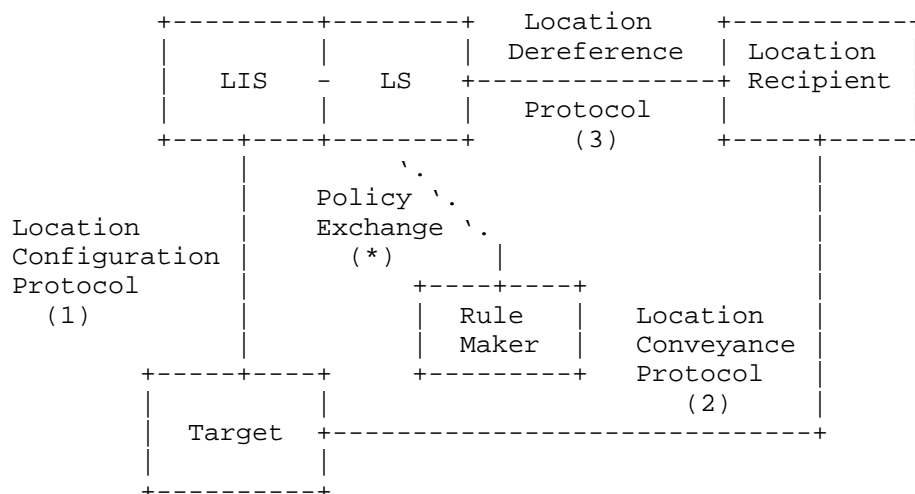 +---------+--------+   Location    +-----------+
|         |        |  Dereference  | Location
|   LIS   -   LS   +---------------+ Recipient
|         |        |   Protocol    |
+----+----+--------+     (3)       +-----+-----
     |         `.                        |
     |   Policy `.                       |
Location |   Exchange `.                 |
Configuration |     (*)      |           |
Protocol |         +----+----+           |
(1)  |         |  Rule   |   Location    |
     |         |  Maker  |   Conveyance  |
+-----+----+   +---------+   Protocol    |
|          |                    (2)      |
|  Target  +-----------------------------+
|          |
+----------+